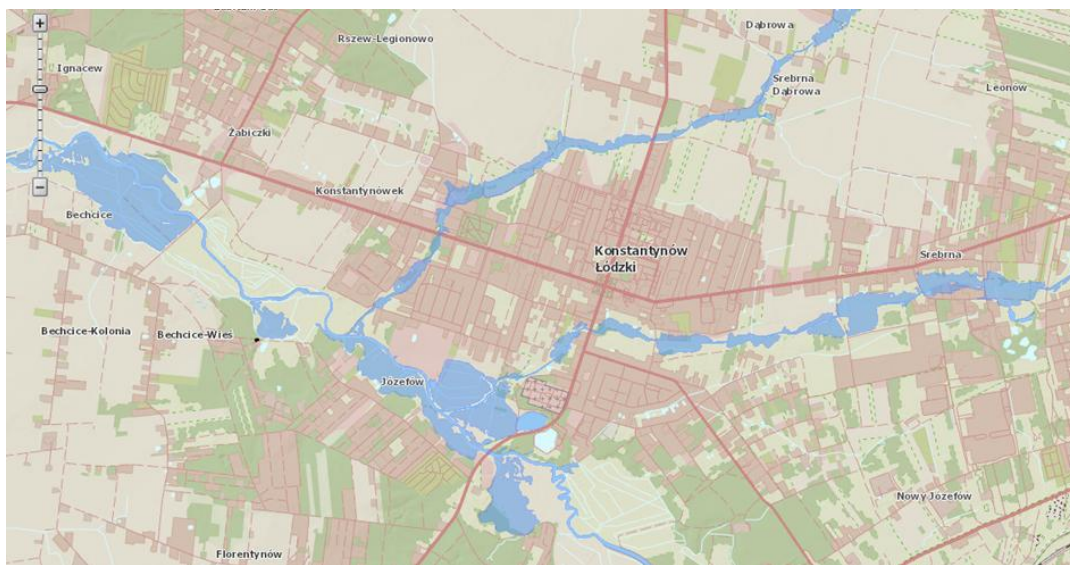 Dąbrowa
Rszew-Legionowo
Ignacew
Srebrna
Dąbrowa
Leonów
Żabiczki
Konstantynówek
Bechcice
Konstantynów
Łódzki
Srebrna
Bechcice-Kolonia
Bechcice-Wieś
Józefów
Nowy Józefów
Florentynów
+
−